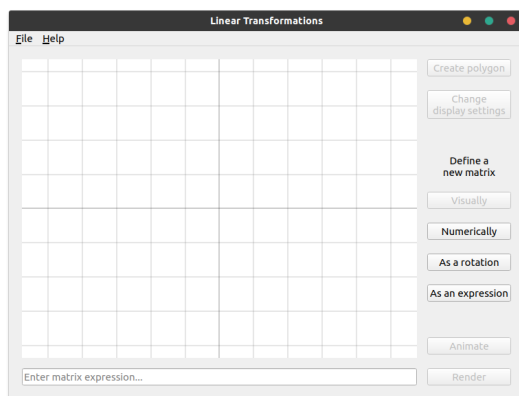 Linear Transformations
File Help
Create polygon
Change
display settings
Define a
new matrix
Visually
Numerically
As a rotation
As an expression
Animate
Enter matrix expression...
Render